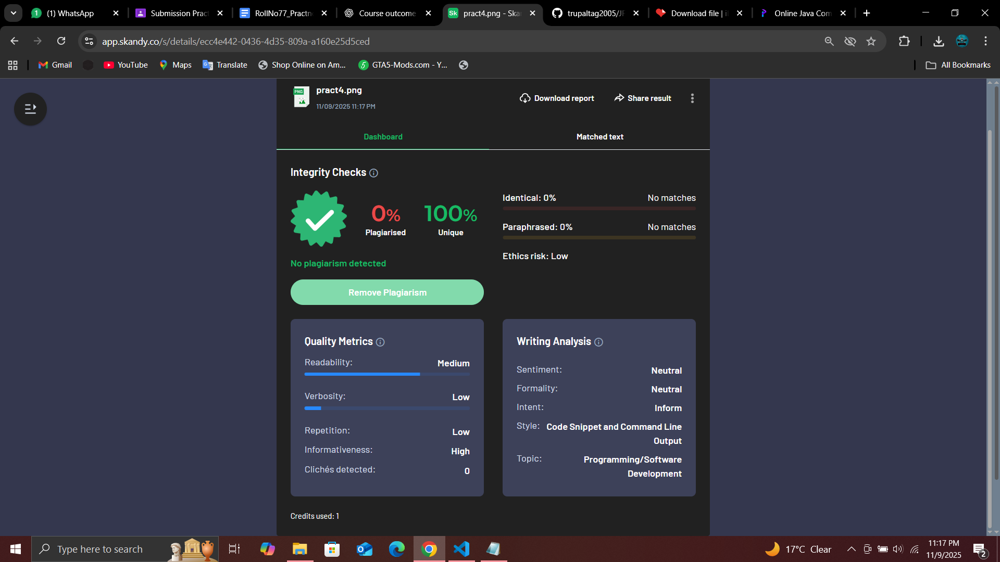 (1) WhatsApp
Submission Prac
RollNo77_Practn
Course outcome
Sk
pract4.png - Ska
trupaltag2005/JF
Download file | i
Online Java Com
app.skandy.co/s/details/ecc4e442-0436-4d35-809a-a160e25d5ced
Gmail
YouTube
Maps
Translate
Shop Online on Am...
GTA5-Mods.com - Y...
All Bookmarks
PNG
pract4.png
11/09/2025 11:17 PM
Download report
Share result
Dashboard
Matched text
Integrity Checks
0%
Plagiarised
100%
Unique
No plagiarism detected
Remove Plagiarism
Identical: 0%
No matches
Paraphrased: 0%
No matches
Ethics risk: Low
Quality Metrics
Readability:
Medium
Verbosity:
Low
Repetition:
Low
Informativeness:
High
Clichés detected:
0
Writing Analysis
Sentiment:
Neutral
Formality:
Neutral
Intent:
Inform
Style:
Code Snippet and Command Line
Output
Topic:
Programming/Software
Development
Credits used: 1
Type here to search
17°C Clear
11:17 PM
11/9/2025
2